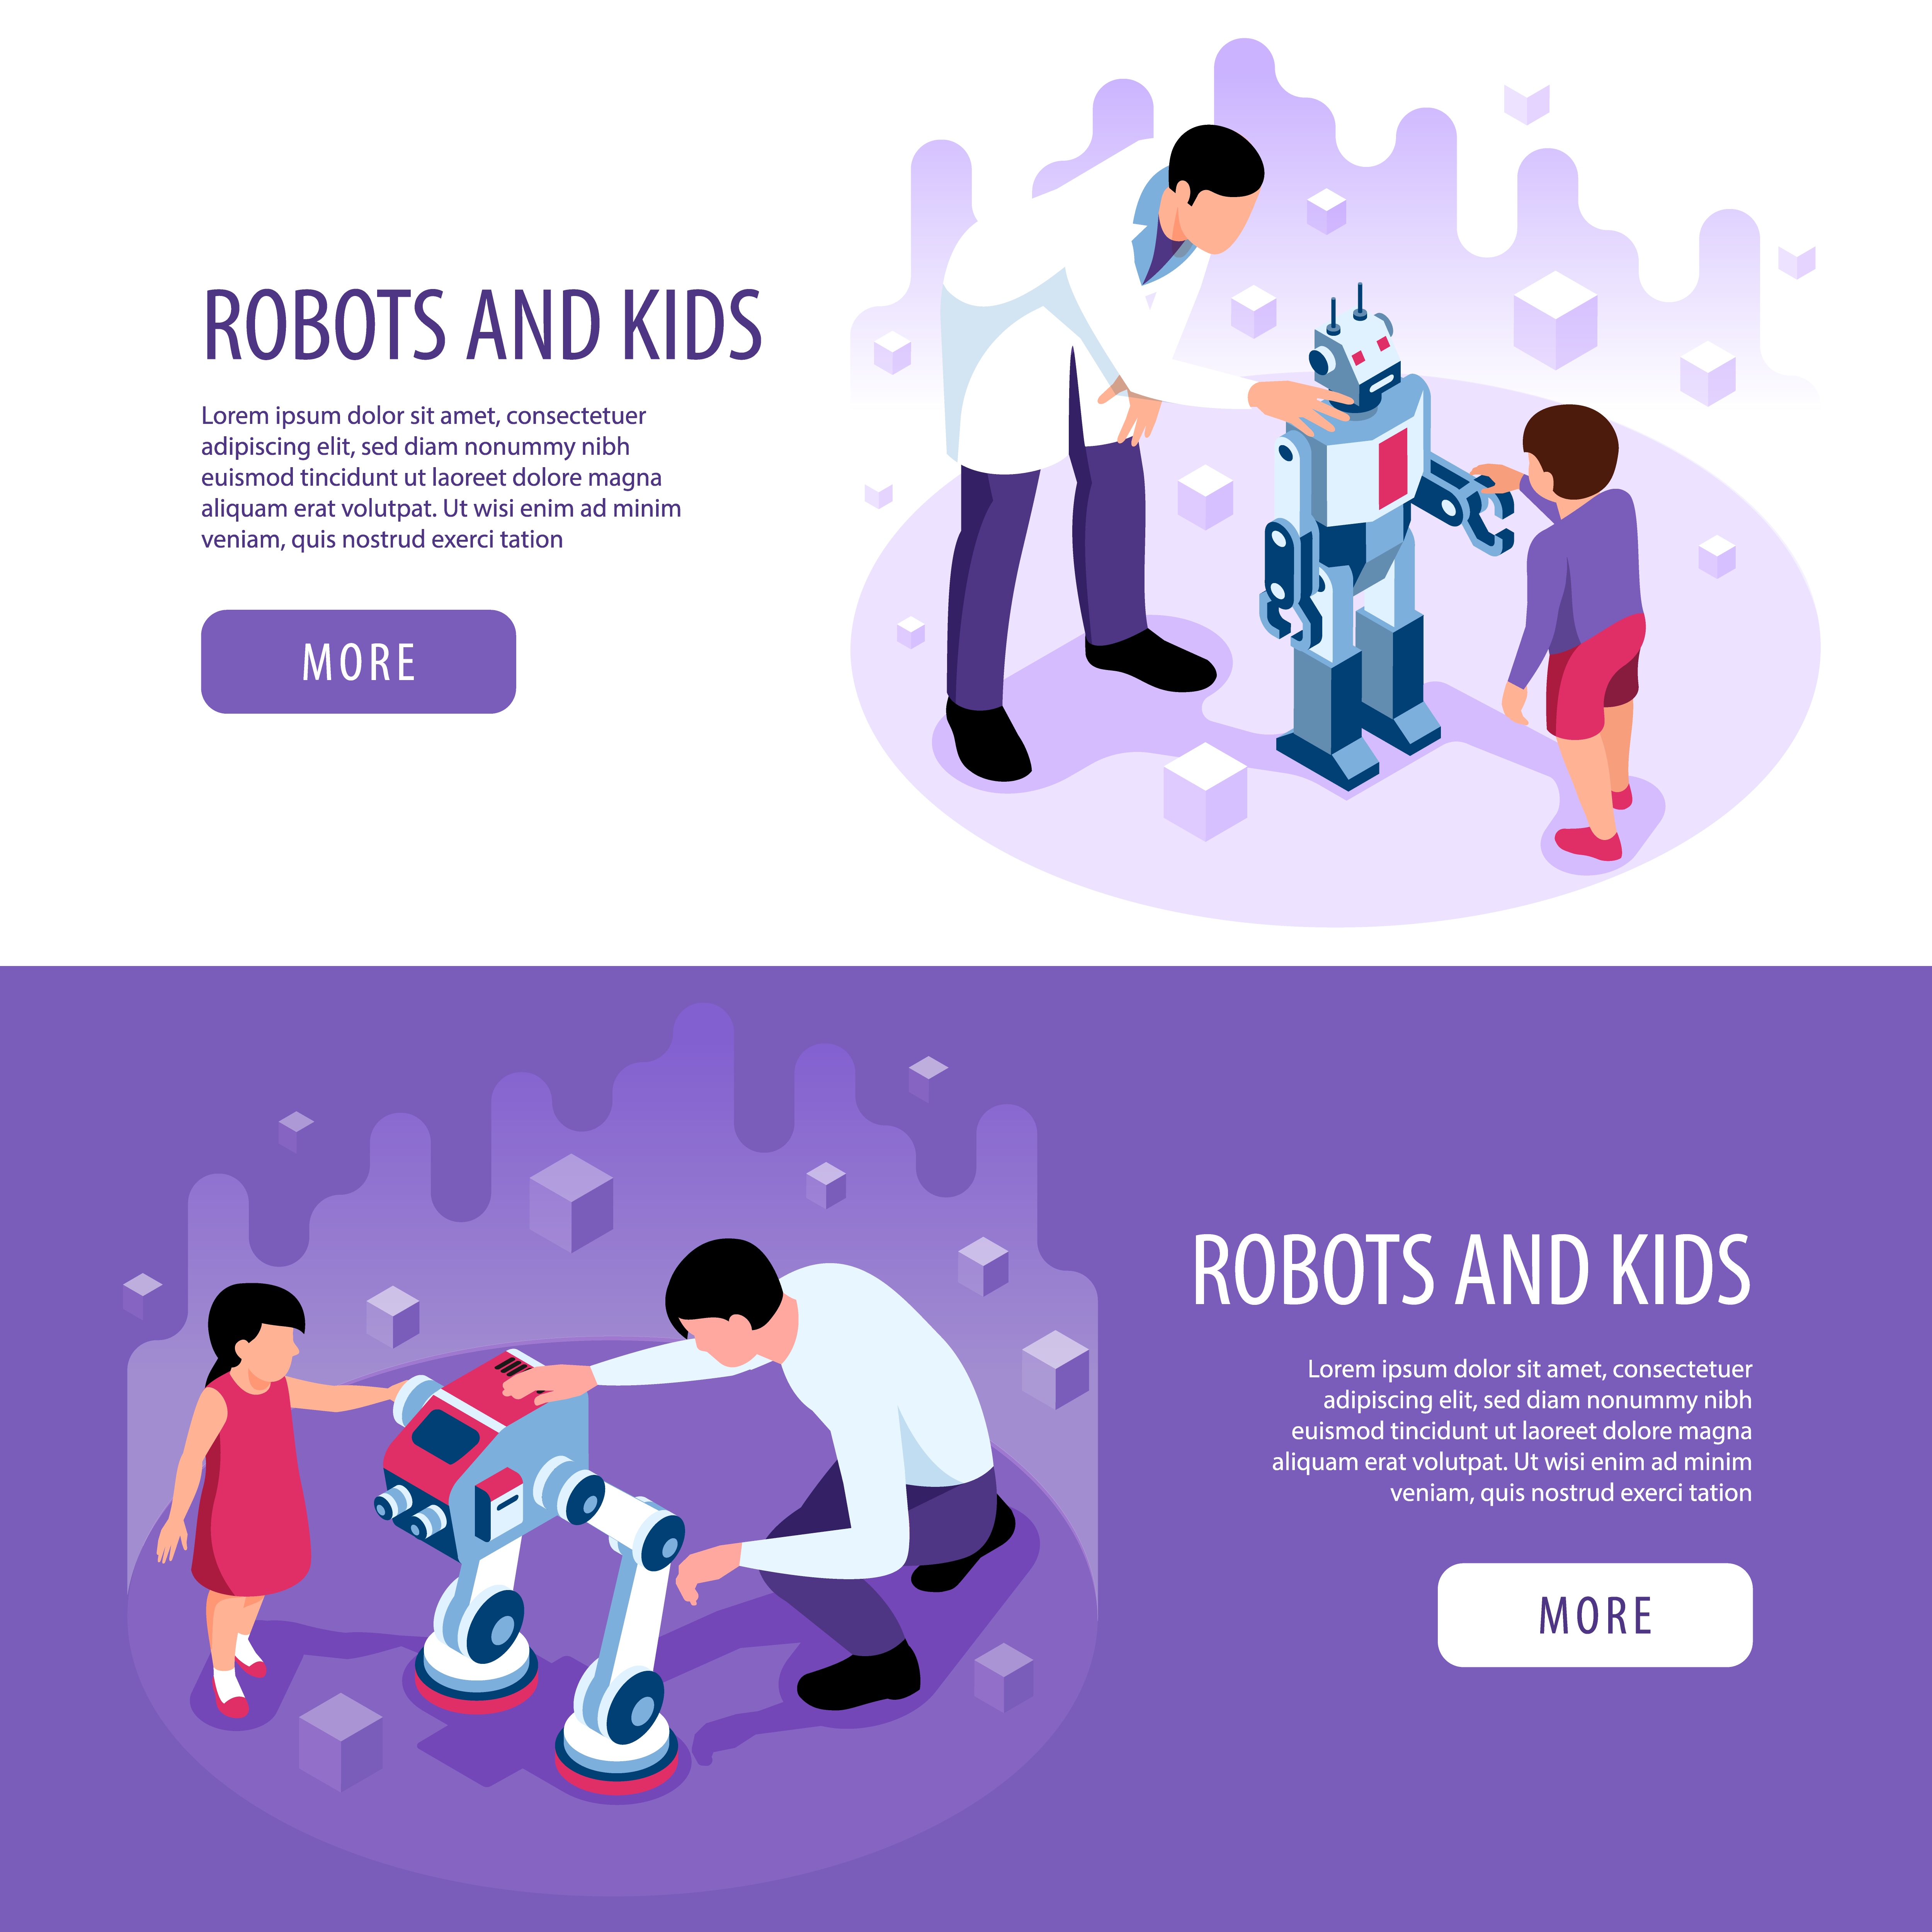 ROBOTS AND KIDS
Lorem ipsum dolor sit amet, consectetuer
adipiscing elit, sed diam nonummy nibh
euismod tincidunt ut laoreet dolore magna
aliquam erat volutpat. Ut wisi enim ad minim
veniam, quis nostrud exerci tation
MORE
ROBOTS AND KIDS
Lorem ipsum dolor sit amet, consectetuer
adipiscing elit, sed diam nonummy nibh
euismod tincidunt ut laoreet dolore magna
aliquam erat volutpat. Ut wisi enim ad minim
veniam, quis nostrud exerci tation
MORE